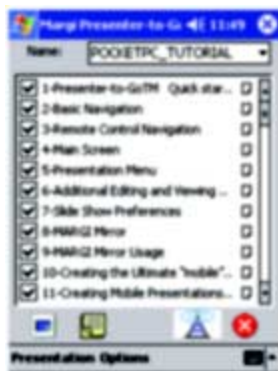 Margi Presenter-to-Go 11:49
Name: POCKETPC_TUTORIAL
1-Presenter-to-GoTM Quick star...
2-Basic Navigation
3-Remote Control Navigation
4-Main Screen
5-Presentation Menu
6-Additional Editing and Viewing ...
7-Slide Show Preferences
8-MARGI Mirror
9-MARGI Mirror Usage
10-Creating the Ultimate "mobile"...
11-Creating Mobile Presentations...
Presentation Options